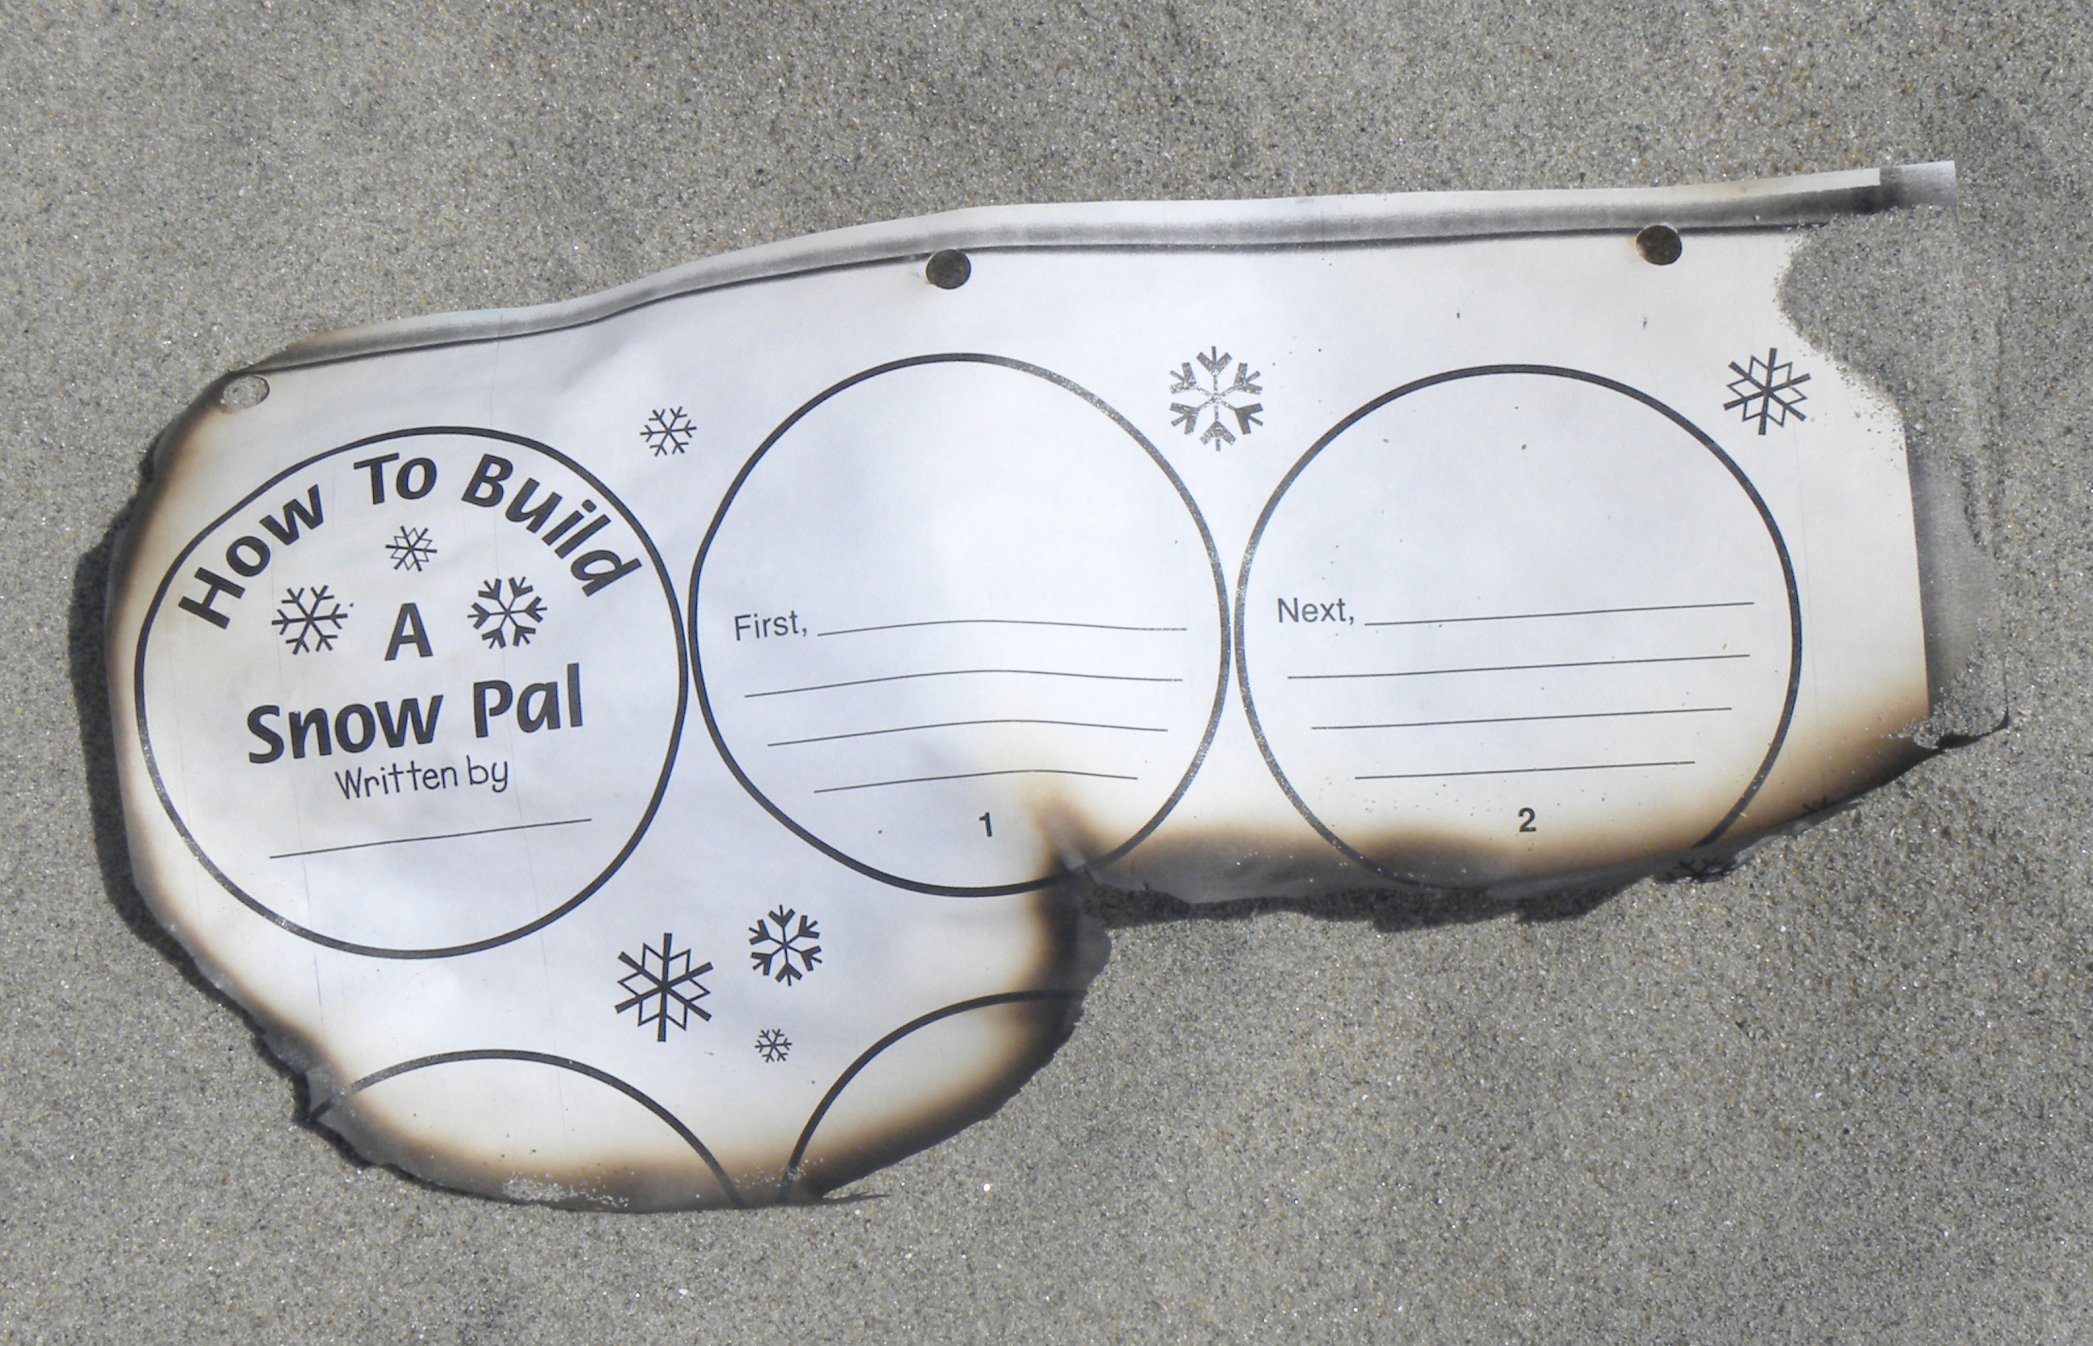 How To Build
A
Snow Pal
Written by
First,
1
Next,
2